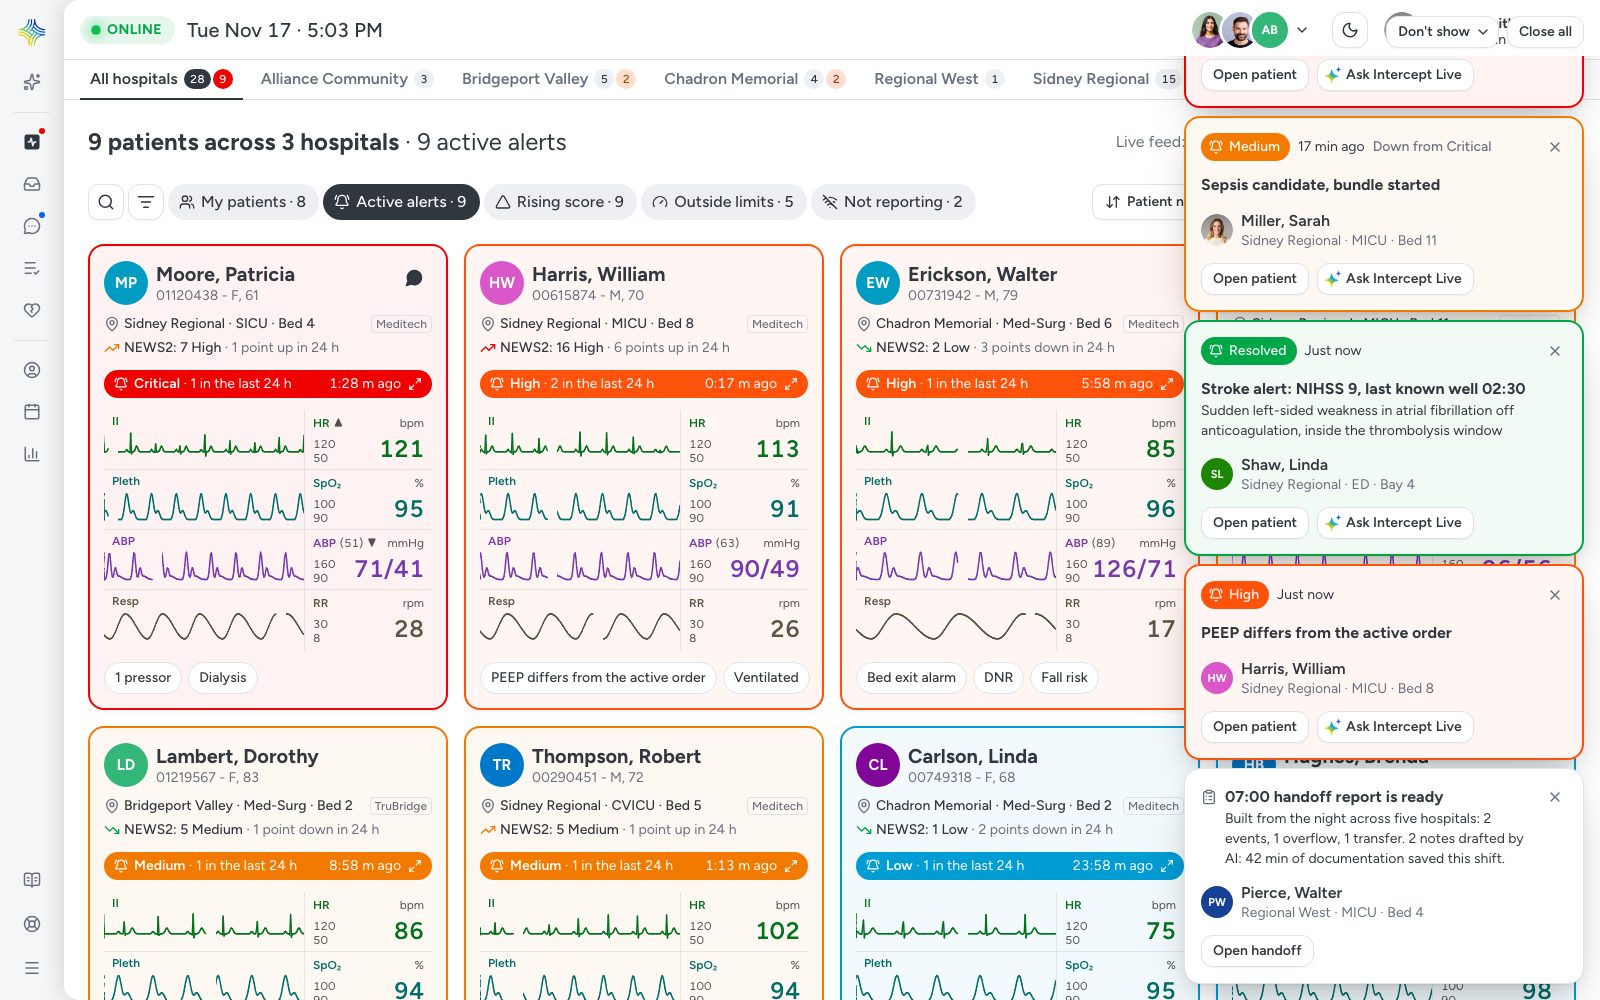 ONLINE
Tue Nov 17 · 5:03 PM
AB
Don't show
Close all
All hospitals 28 9
Alliance Community 3
Bridgeport Valley 5 2
Chadron Memorial 4 2
Regional West 1
Sidney Regional 15
9 patients across 3 hospitals · 9 active alerts
Live feed:
My patients · 8
Active alerts · 9
Rising score · 9
Outside limits · 5
Not reporting · 2
Patient n
MP
Moore, Patricia
01120438 - F, 61
Sidney Regional · SICU · Bed 4
Meditech
NEWS2: 7 High · 1 point up in 24 h
Critical · 1 in the last 24 h 1:28 m ago
II
HR bpm
120
50
121
Pleth
SpO₂ %
100
90
95
ABP
ABP (51) mmHg
160
90
71/41
Resp
RR rpm
30
8
28
1 pressor
Dialysis
HW
Harris, William
00615874 - M, 70
Sidney Regional · MICU · Bed 8
Meditech
NEWS2: 16 High · 6 points up in 24 h
High · 2 in the last 24 h 0:17 m ago
II
HR bpm
120
50
113
Pleth
SpO₂ %
100
90
91
ABP
ABP (63) mmHg
160
90
90/49
Resp
RR rpm
30
8
26
PEEP differs from the active order
Ventilated
EW
Erickson, Walter
00731942 - M, 79
Chadron Memorial · Med-Surg · Bed 6
Meditech
NEWS2: 2 Low · 3 points down in 24 h
High · 1 in the last 24 h 5:58 m ago
II
HR bpm
120
50
85
Pleth
SpO₂ %
100
90
96
ABP
ABP (89) mmHg
160
90
126/71
Resp
RR rpm
30
8
17
Bed exit alarm
DNR
Fall risk
LD
Lambert, Dorothy
01219567 - F, 83
Bridgeport Valley · Med-Surg · Bed 2
TruBridge
NEWS2: 5 Medium · 1 point down in 24 h
Medium · 1 in the last 24 h 8:58 m ago
II
HR bpm
120
50
86
Pleth
SpO₂ %
100
90
94
TR
Thompson, Robert
00290451 - M, 72
Sidney Regional · CVICU · Bed 5
Meditech
NEWS2: 5 Medium · 1 point up in 24 h
Medium · 1 in the last 24 h 1:13 m ago
II
HR bpm
120
50
102
Pleth
SpO₂ %
100
90
94
CL
Carlson, Linda
00749318 - F, 68
Chadron Memorial · Med-Surg · Bed 2
Meditech
NEWS2: 1 Low · 2 points down in 24 h
Low · 1 in the last 24 h 23:58 m ago
II
HR bpm
120
50
75
Pleth
SpO₂ %
100
90
95
100
98
Open patient
Ask Intercept Live
Medium 17 min ago Down from Critical
Sepsis candidate, bundle started
Miller, Sarah
Sidney Regional · MICU · Bed 11
Open patient
Ask Intercept Live
Resolved Just now
Stroke alert: NIHSS 9, last known well 02:30
Sudden left-sided weakness in atrial fibrillation off
anticoagulation, inside the thrombolysis window
SL
Shaw, Linda
Sidney Regional · ED · Bay 4
Open patient
Ask Intercept Live
High Just now
PEEP differs from the active order
HW
Harris, William
Sidney Regional · MICU · Bed 8
Open patient
Ask Intercept Live
07:00 handoff report is ready
Built from the night across five hospitals: 2
events, 1 overflow, 1 transfer. 2 notes drafted by
AI: 42 min of documentation saved this shift.
PW
Pierce, Walter
Regional West · MICU · Bed 4
Open handoff